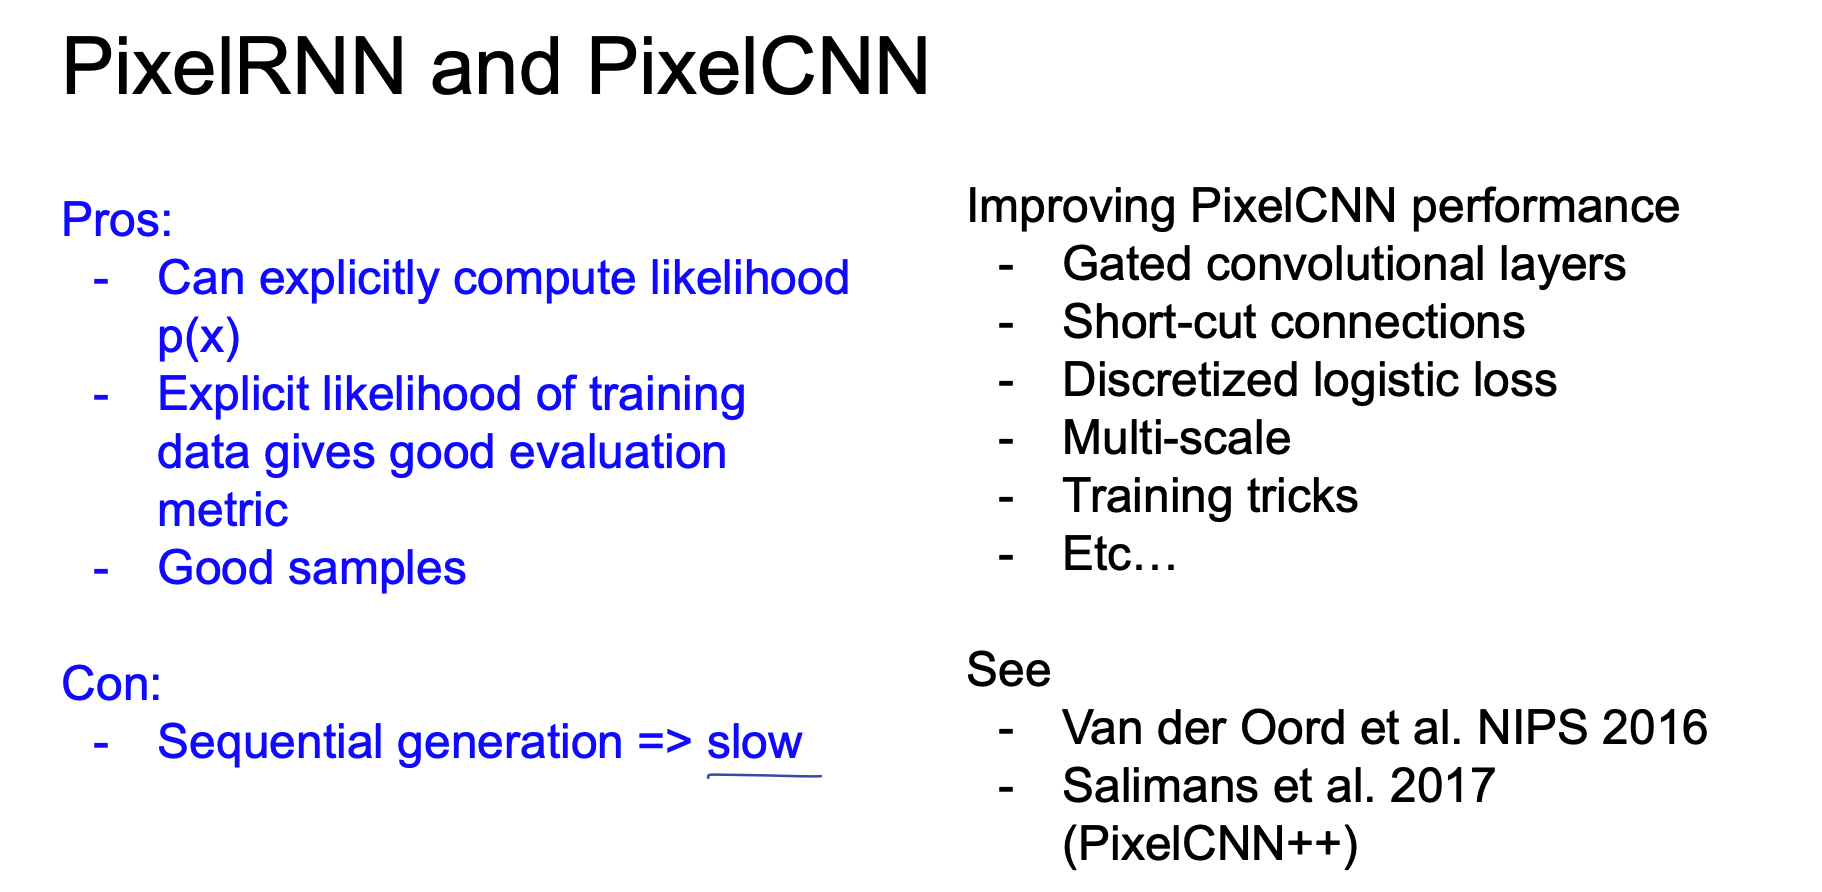 PixelRNN and PixelCNN
Pros:
- Can explicitly compute likelihood
p(x)
- Explicit likelihood of training
data gives good evaluation
metric
- Good samples
Con:
- Sequential generation => slow
Improving PixelCNN performance
- Gated convolutional layers
- Short-cut connections
- Discretized logistic loss
- Multi-scale
- Training tricks
- Etc…
See
- Van der Oord et al. NIPS 2016
- Salimans et al. 2017
(PixelCNN++)